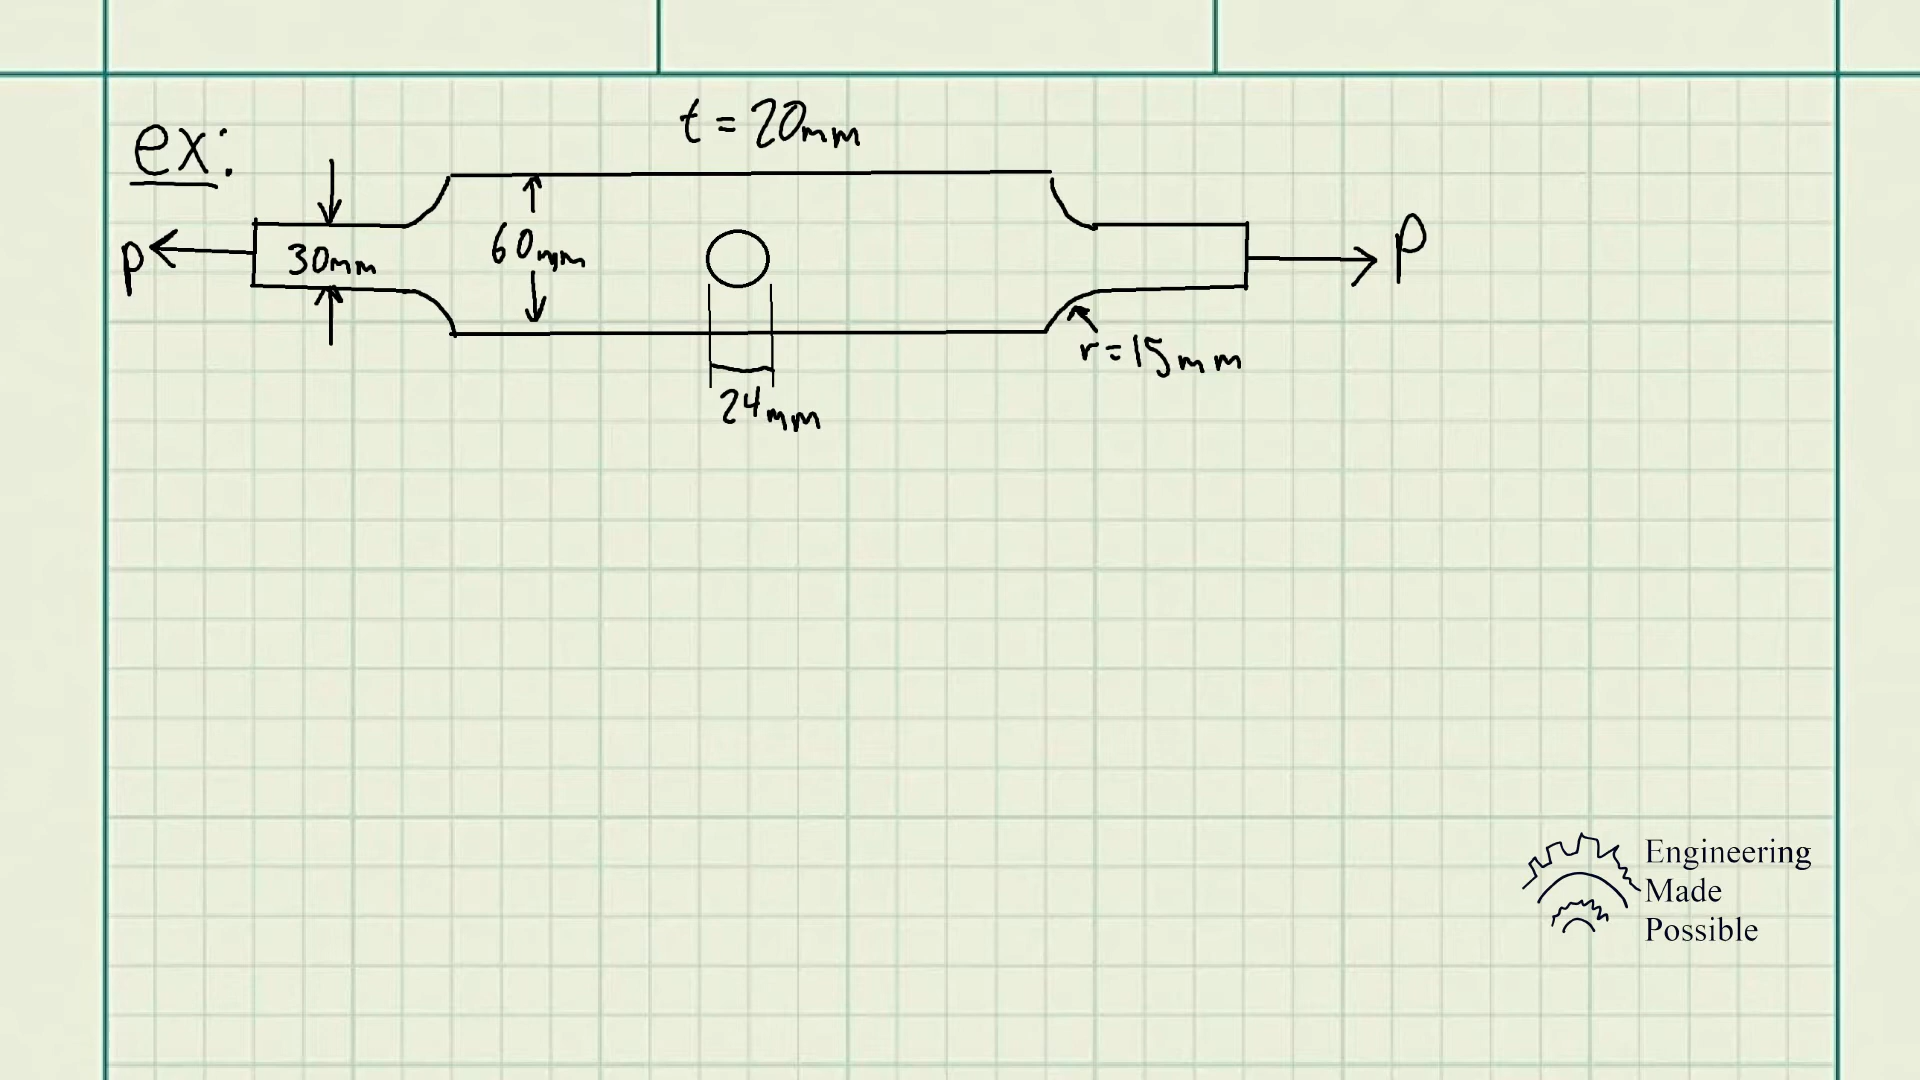 ex:
t = 20mm
P
30mm
60mm
P
r = 15mm
24mm
Engineering
Made
Possible